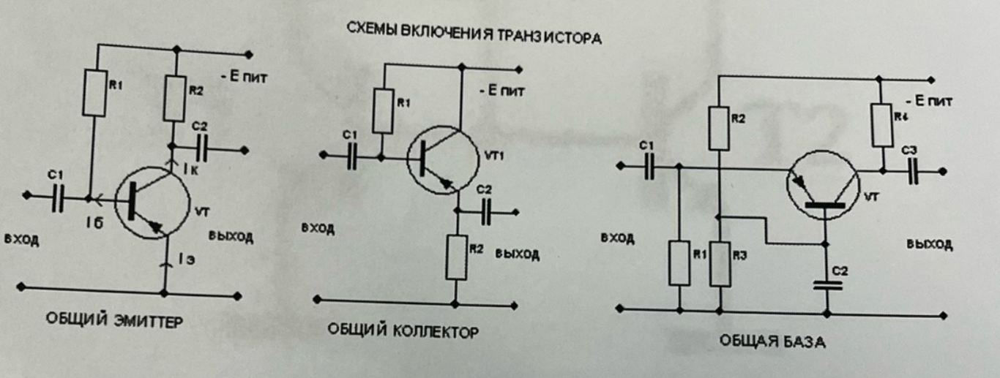 СХЕМЫ ВКЛЮЧЕНИЯ ТРАНЗИСТОРА
R1
R2
- Е пит
C2
C1
Iк
Iб
VT
ВХОД
ВЫХОД
Iэ
ОБЩИЙ ЭМИТТЕР
R1
- Е пит
C1
VT1
C2
ВХОД
R2
ВЫХОД
ОБЩИЙ КОЛЛЕКТОР
R2
- Е пит
R4
C1
C3
VT
ВХОД
R1
R3
ВЫХОД
C2
ОБЩАЯ БАЗА